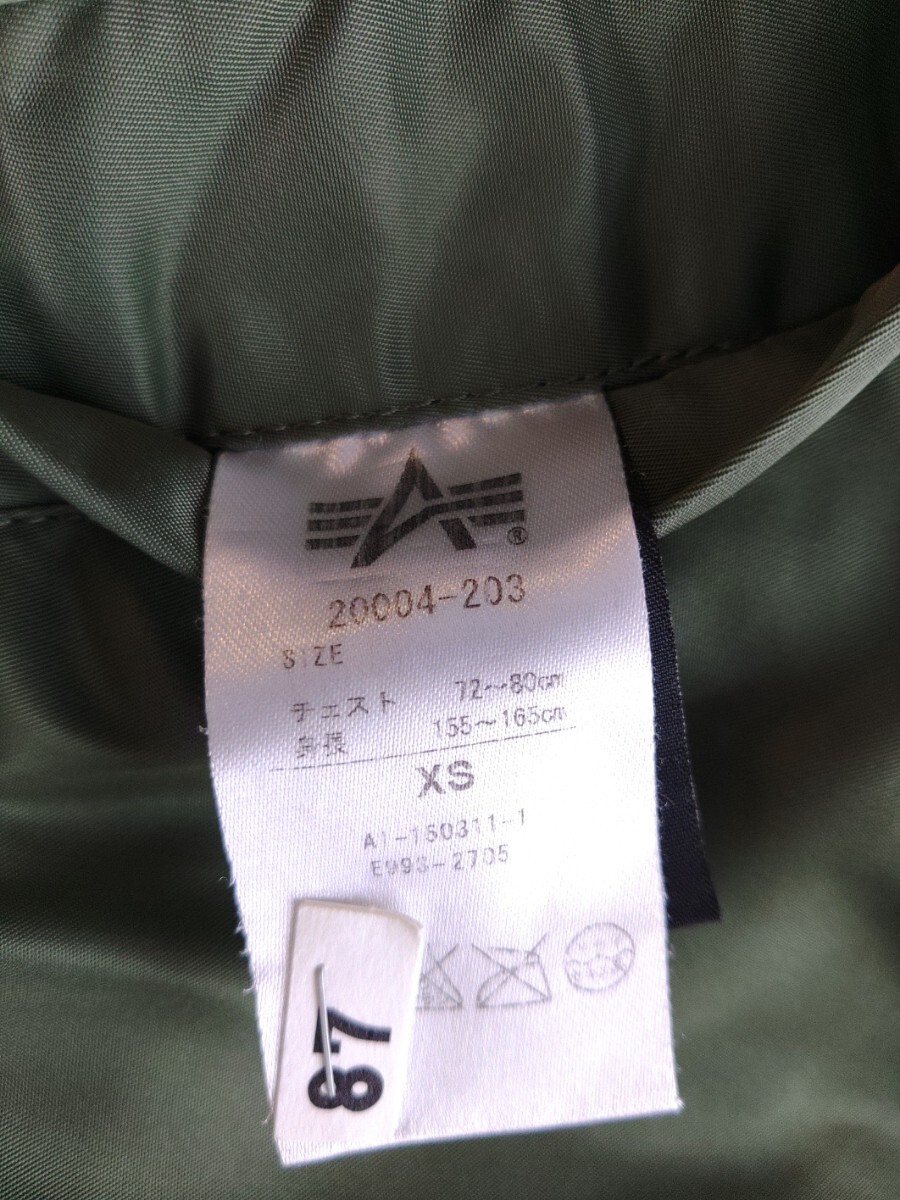 ®
20004-203
SIZE
チェスト 72～80cm
身長 155～165cm
XS
A1-150311-1
E993-2705
87